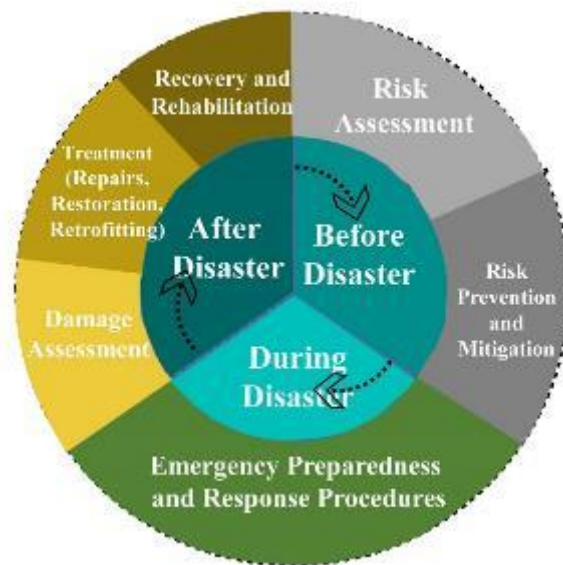 Recovery and
Rehabilitation
Risk
Assessment
Treatment
(Repairs,
Restoration,
Retrofitting)
After
Disaster
Before
Disaster
Risk
Prevention
and
Mitigation
Damage
Assessment
During
Disaster
Emergency Preparedness
and Response Procedures